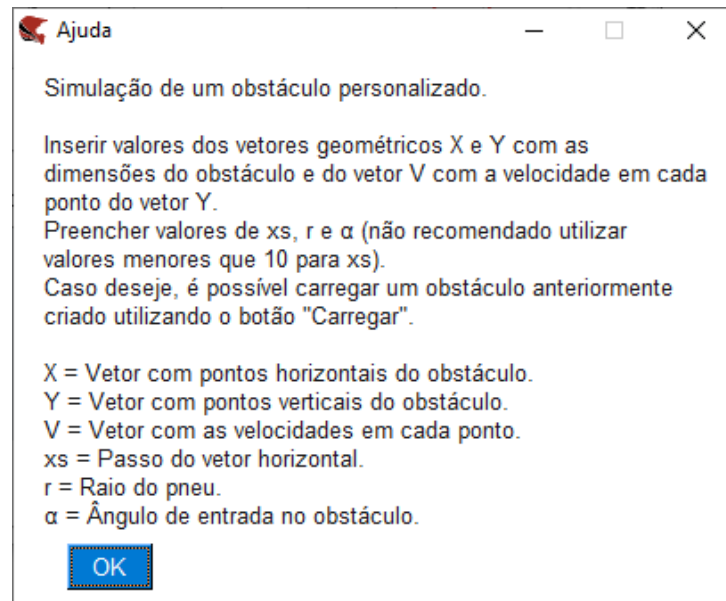 Ajuda
Simulação de um obstáculo personalizado.
Inserir valores dos vetores geométricos X e Y com as
dimensões do obstáculo e do vetor V com a velocidade em cada
ponto do vetor Y.
Preencher valores de xs, r e α (não recomendado utilizar
valores menores que 10 para xs).
Caso deseje, é possível carregar um obstáculo anteriormente
criado utilizando o botão "Carregar".
X = Vetor com pontos horizontais do obstáculo.
Y = Vetor com pontos verticais do obstáculo.
V = Vetor com as velocidades em cada ponto.
xs = Passo do vetor horizontal.
r = Raio do pneu.
α = Ângulo de entrada no obstáculo.
OK